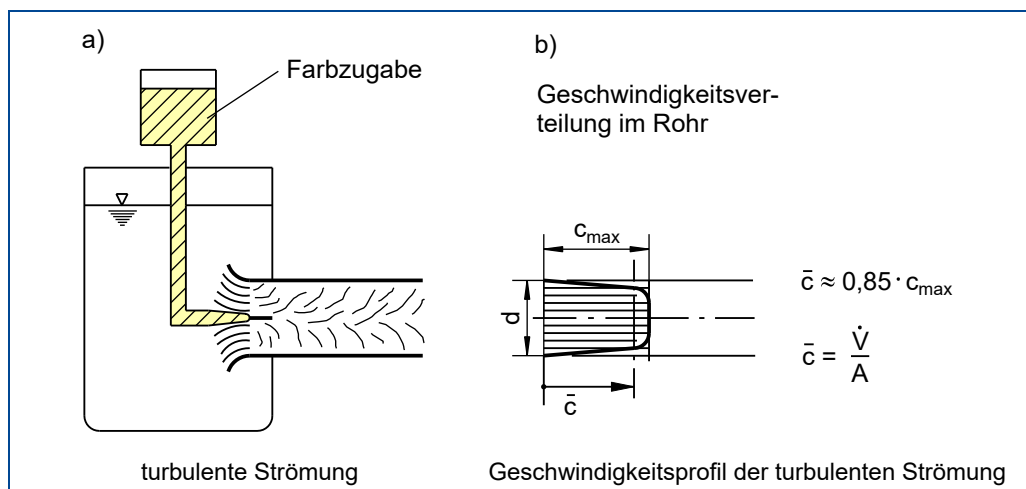 a)
Farbzugabe
turbulente Strömung
b)
Geschwindigkeitsver-
teilung im Rohr
c_max
d
c̄
c̄ ≈ 0,85 · c_max
c̄ = V̇/A
Geschwindigkeitsprofil der turbulenten Strömung